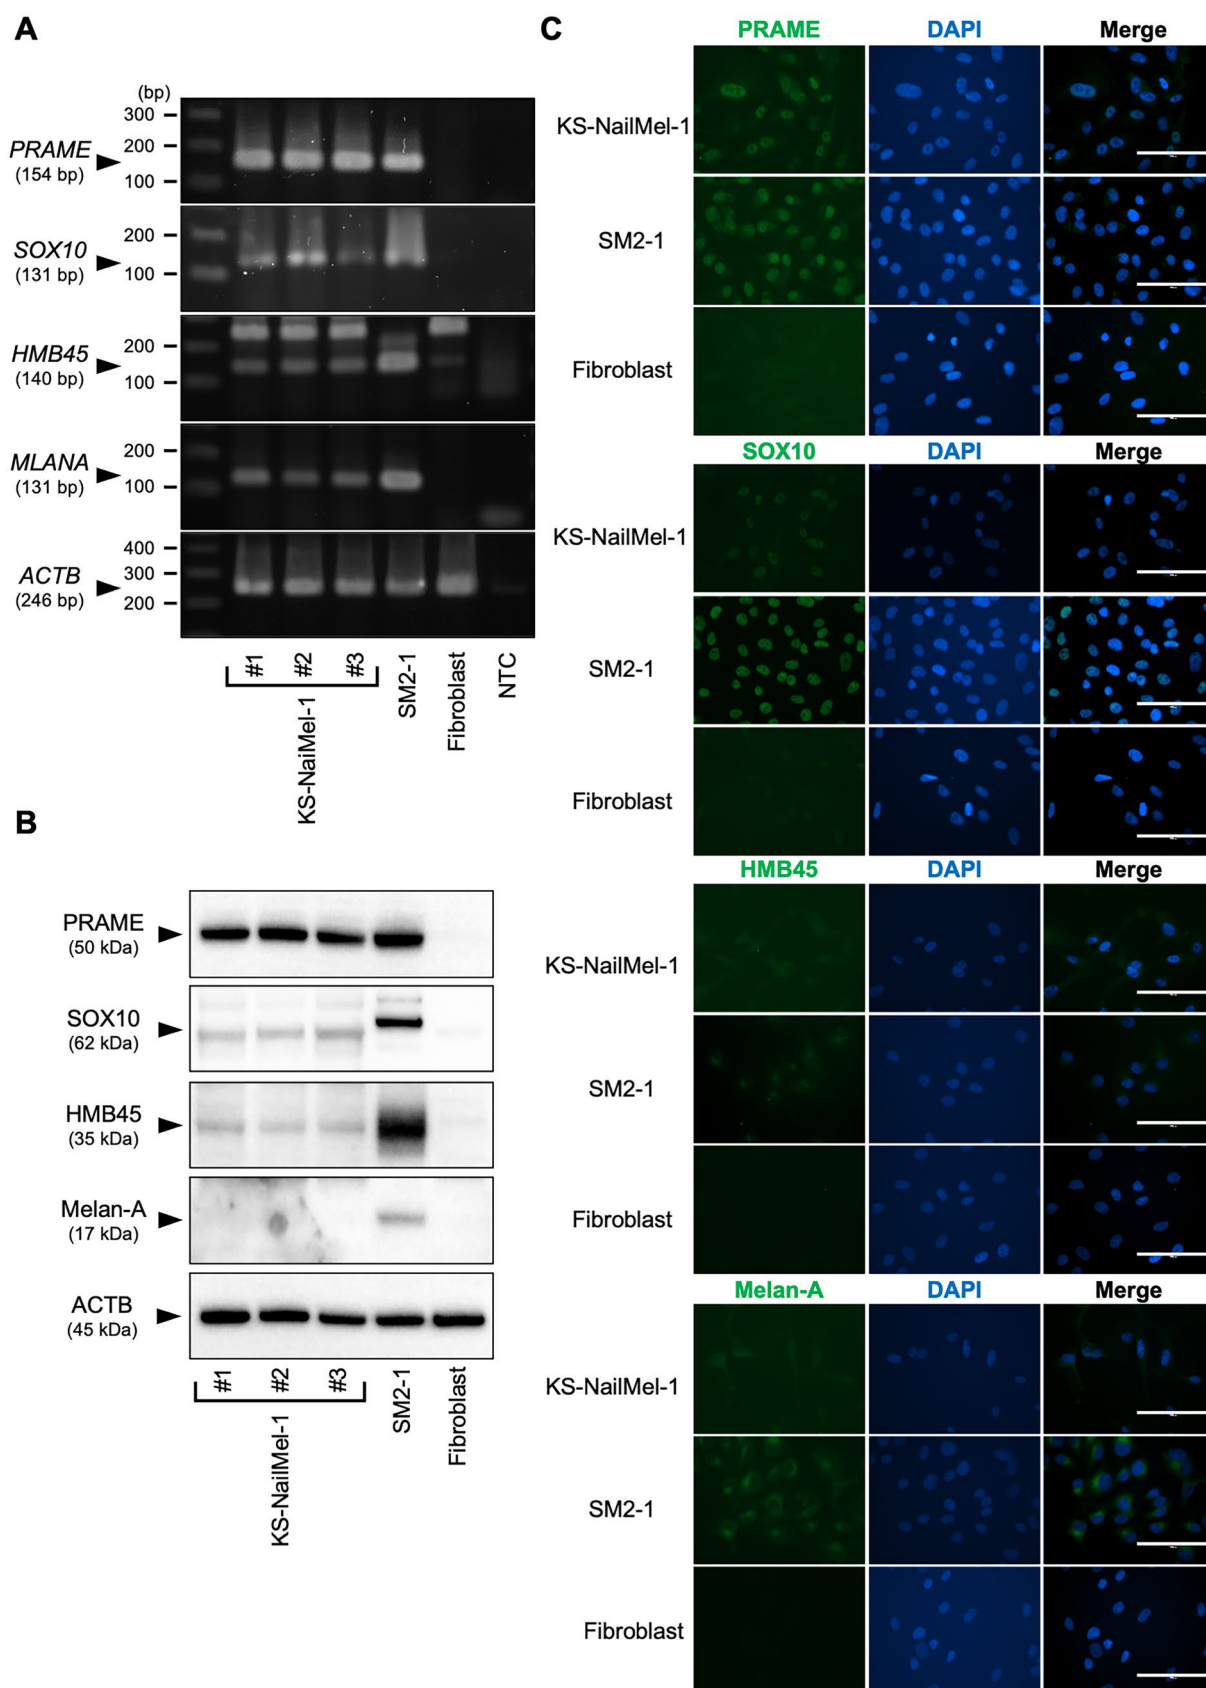 A
(bp)
300
PRAME
200
(154 bp)
100
200
SOX10
(131 bp)
100
200
HMB45
(140 bp)
100
200
MLANA
(131 bp)
100
400
ACTB
300
(246 bp)
200
#1
#2
#3
KS-NaiMel-1
SM2-1
Fibroblast
NTC
B
PRAME
(50 kDa)
SOX10
(62 kDa)
HMB45
(35 kDa)
Melan-A
(17 kDa)
ACTB
(45 kDa)
#1
#2
#3
KS-NailMel-1
SM2-1
Fibroblast
C
PRAME DAPI Merge
KS-NailMel-1
SM2-1
Fibroblast
SOX10 DAPI Merge
KS-NailMel-1
SM2-1
Fibroblast
HMB45 DAPI Merge
KS-NailMel-1
SM2-1
Fibroblast
Melan-A DAPI Merge
KS-NailMel-1
SM2-1
Fibroblast